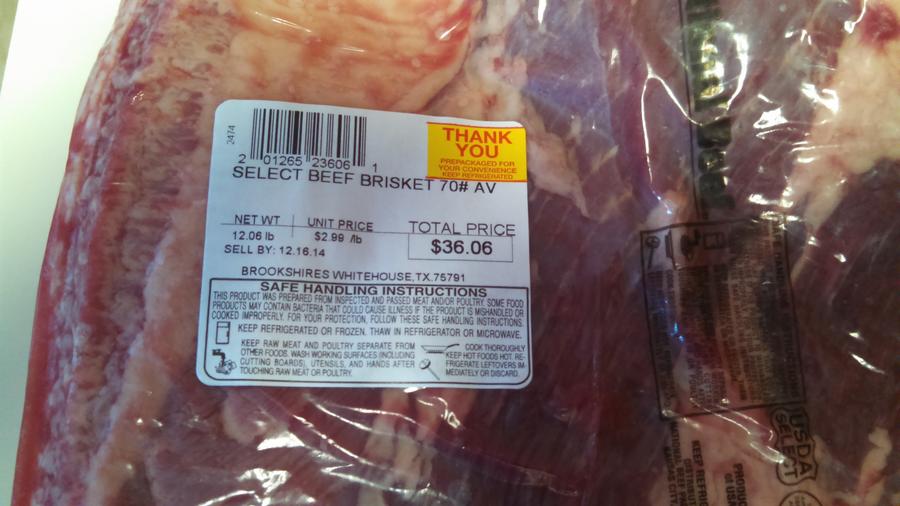 2474
2 01265 23606 1
THANK
YOU
PREPACKAGED FOR
YOUR CONVENIENCE
KEEP REFRIGERATED
SELECT BEEF BRISKET 70# AV
NET WT UNIT PRICE TOTAL PRICE
12.06 lb $2.99 /lb $36.06
SELL BY: 12.16.14
BROOKSHIRES WHITEHOUSE,TX.75791
SAFE HANDLING INSTRUCTIONS
THIS PRODUCT WAS PREPARED FROM INSPECTED AND PASSED MEAT AND/OR POULTRY. SOME FOOD
PRODUCTS MAY CONTAIN BACTERIA THAT COULD CAUSE ILLNESS IF THE PRODUCT IS MISHANDLED OR
COOKED IMPROPERLY. FOR YOUR PROTECTION, FOLLOW THESE SAFE HANDLING INSTRUCTIONS.
KEEP REFRIGERATED OR FROZEN. THAW IN REFRIGERATOR OR MICROWAVE.
KEEP RAW MEAT AND POULTRY SEPARATE FROM
OTHER FOODS. WASH WORKING SURFACES (INCLUDING
CUTTING BOARDS), UTENSILS, AND HANDS AFTER
TOUCHING RAW MEAT OR POULTRY.
COOK THOROUGHLY
KEEP HOT FOODS HOT. RE-
FRIGERATE LEFTOVERS IM-
MEDIATELY OR DISCARD.
USDA
SELECT
PRODUC
of USA
KEEP REFRIG